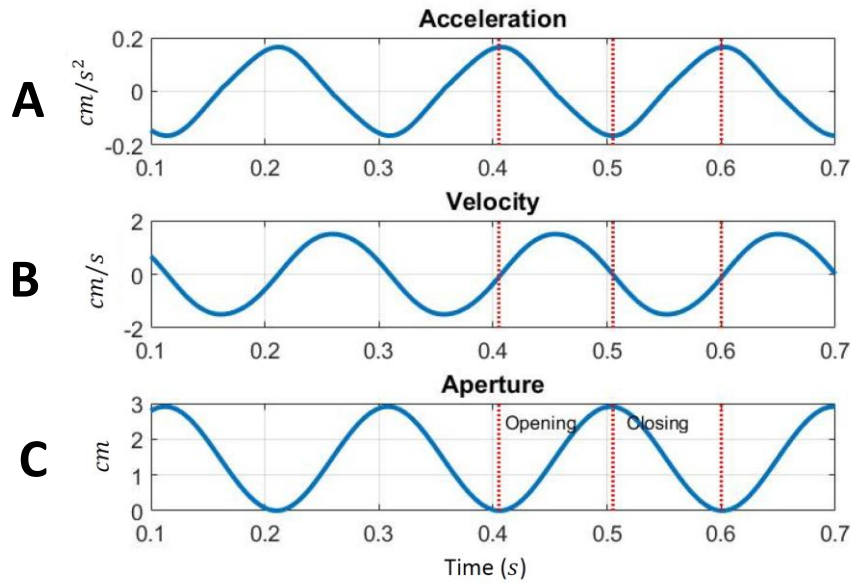 Acceleration
A
cm/s²
0.2
0
-0.2
0.1 0.2 0.3 0.4 0.5 0.6 0.7
Velocity
B
cm/s
2
0
-2
0.1 0.2 0.3 0.4 0.5 0.6 0.7
Aperture
C
cm
3
2
1
0
Opening Closing
0.1 0.2 0.3 0.4 0.5 0.6 0.7
Time (s)